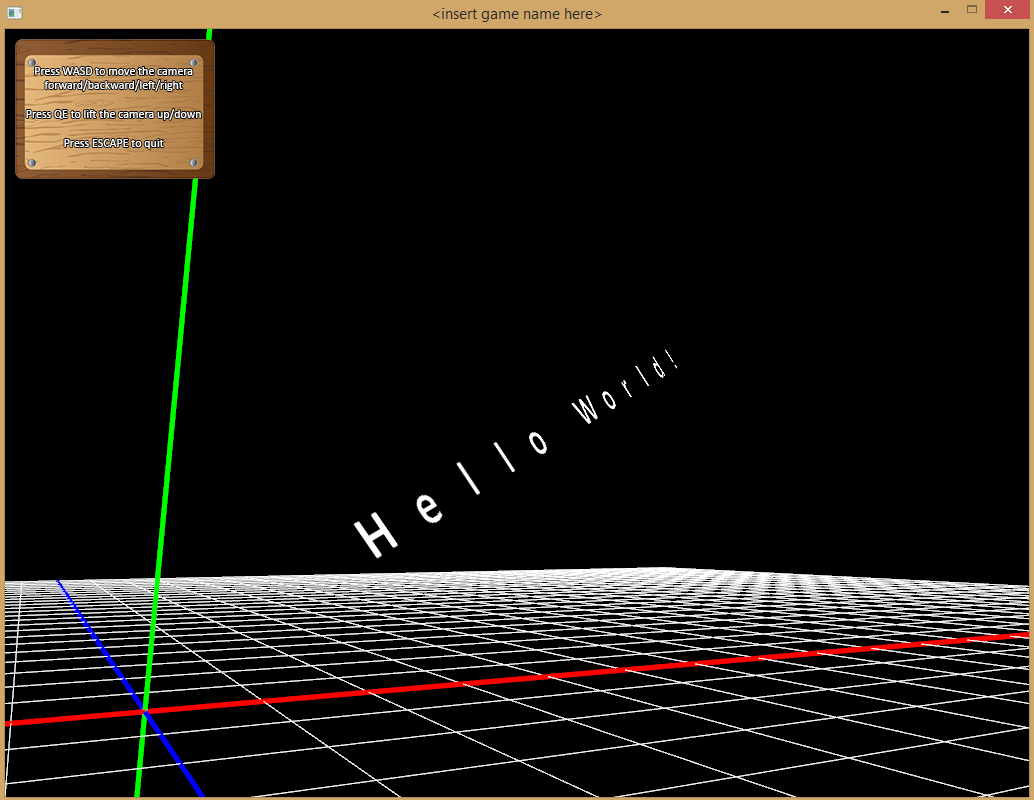 <insert game name here>
Press WASD to move the camera
forward/backward/left/right
Press QE to lift the camera up/down
Press ESCAPE to quit
Hello World!